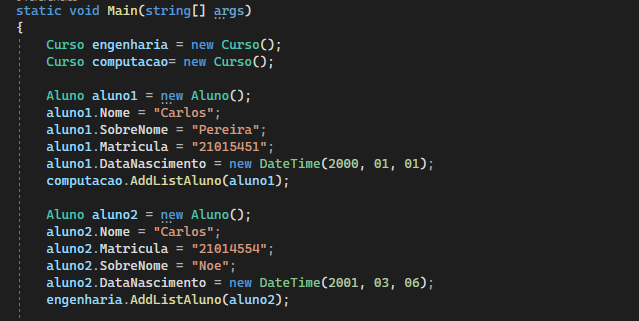 static void Main(string[] args)
{
Curso engenharia = new Curso();
Curso computacao= new Curso();
Aluno aluno1 = new Aluno();
aluno1.Nome = "Carlos";
aluno1.SobreNome = "Pereira";
aluno1.Matricula = "21015451";
aluno1.DataNascimento = new DateTime(2000, 01, 01);
computacao.AddListAluno(aluno1);
Aluno aluno2 = new Aluno();
aluno2.Nome = "Carlos";
aluno2.Matricula = "21014554";
aluno2.SobreNome = "Noe";
aluno2.DataNascimento = new DateTime(2001, 03, 06);
engenharia.AddListAluno(aluno2);